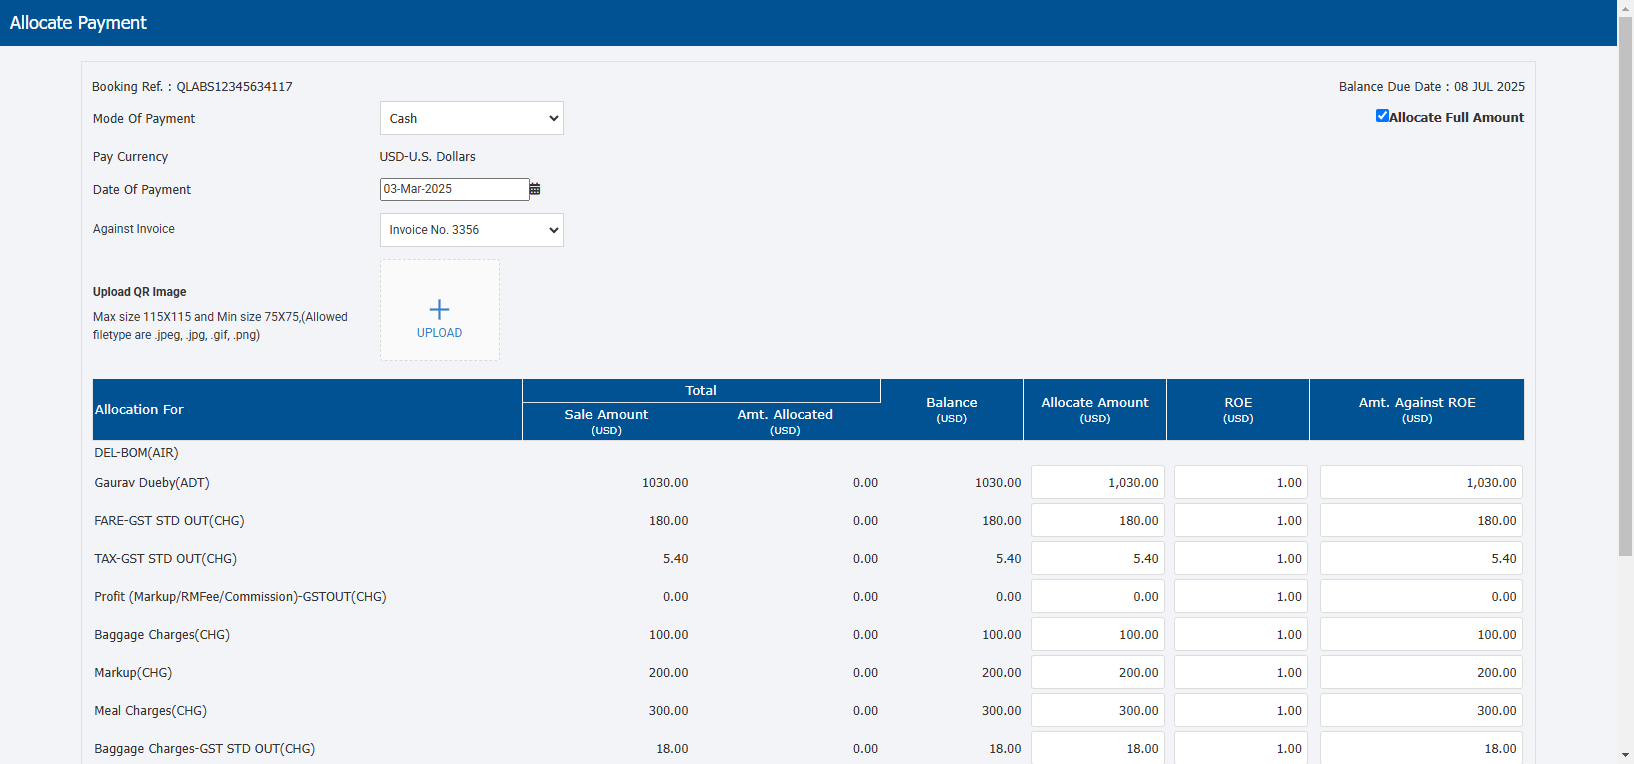 Allocate Payment
Booking Ref. : QLABS12345634117
Balance Due Date : 08 JUL 2025
Mode Of Payment
Cash
Allocate Full Amount
Pay Currency
USD-U.S. Dollars
Date Of Payment
03-Mar-2025
Against Invoice
Invoice No. 3356
Upload QR Image
Max size 115X115 and Min size 75X75,(Allowed
filetype are .jpeg, .jpg, .gif, .png)
UPLOAD
Allocation For
Total
Sale Amount
(USD)
Amt. Allocated
(USD)
Balance
(USD)
Allocate Amount
(USD)
ROE
(USD)
Amt. Against ROE
(USD)
DEL-BOM(AIR)
Gaurav Dueby(ADT) 1030.00 0.00 1030.00 1,030.00 1.00 1,030.00
FARE-GST STD OUT(CHG) 180.00 0.00 180.00 180.00 1.00 180.00
TAX-GST STD OUT(CHG) 5.40 0.00 5.40 5.40 1.00 5.40
Profit (Markup/RMFee/Commission)-GSTOUT(CHG) 0.00 0.00 0.00 0.00 1.00 0.00
Baggage Charges(CHG) 100.00 0.00 100.00 100.00 1.00 100.00
Markup(CHG) 200.00 0.00 200.00 200.00 1.00 200.00
Meal Charges(CHG) 300.00 0.00 300.00 300.00 1.00 300.00
Baggage Charges-GST STD OUT(CHG) 18.00 0.00 18.00 18.00 1.00 18.00